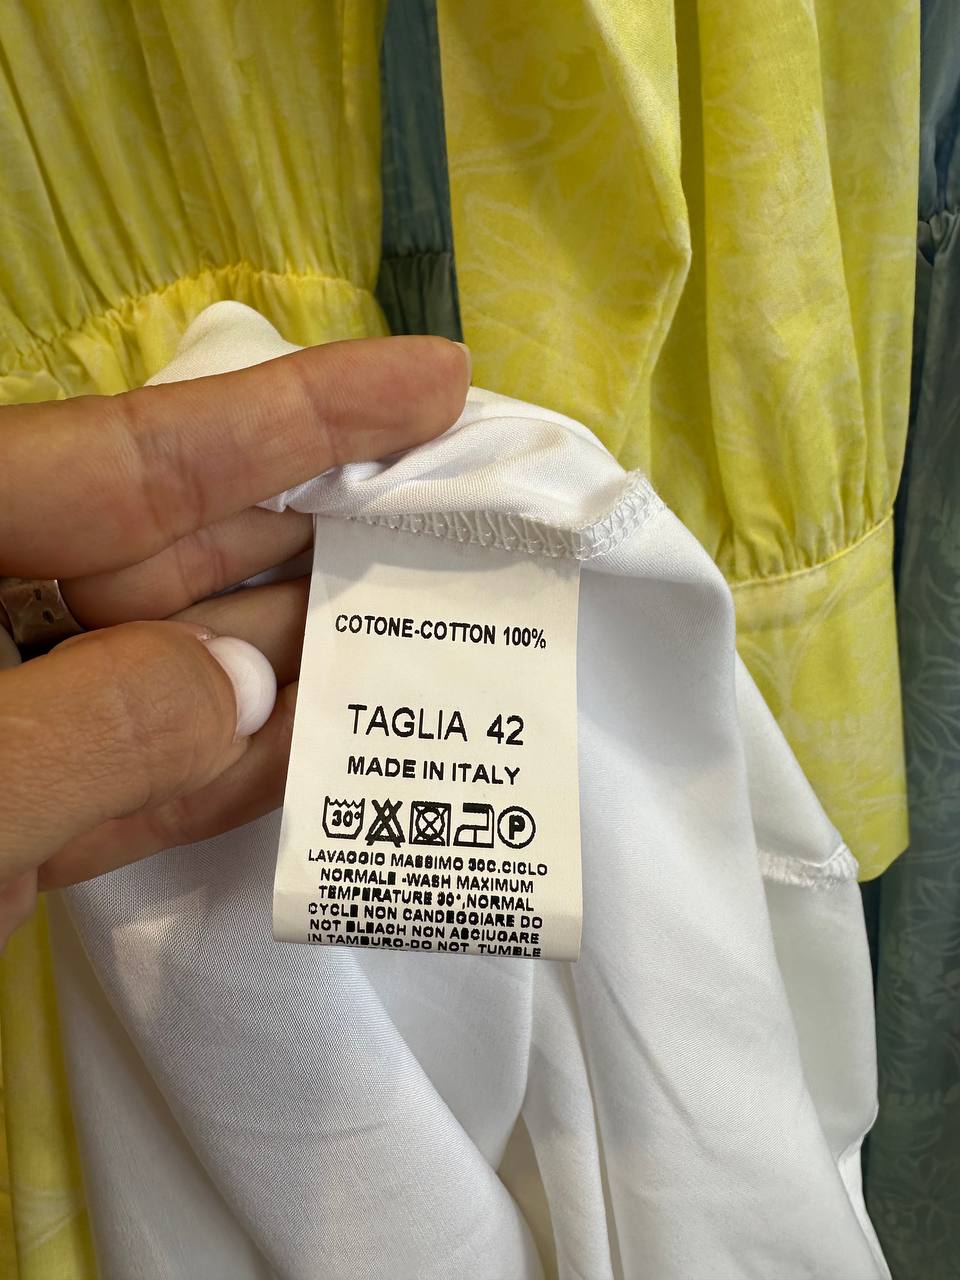 COTONE-COTTON 100%
TAGLIA 42
MADE IN ITALY
30° P
LAVAGGIO MASSIMO 30C.CICLO
NORMALE -WASH MAXIMUM
TEMPERATURE 30°,NORMAL
CYCLE NON CANDEGGIARE DO
NOT BLEACH NON ASCIUGARE
IN TAMBURO-DO NOT TUMBLE